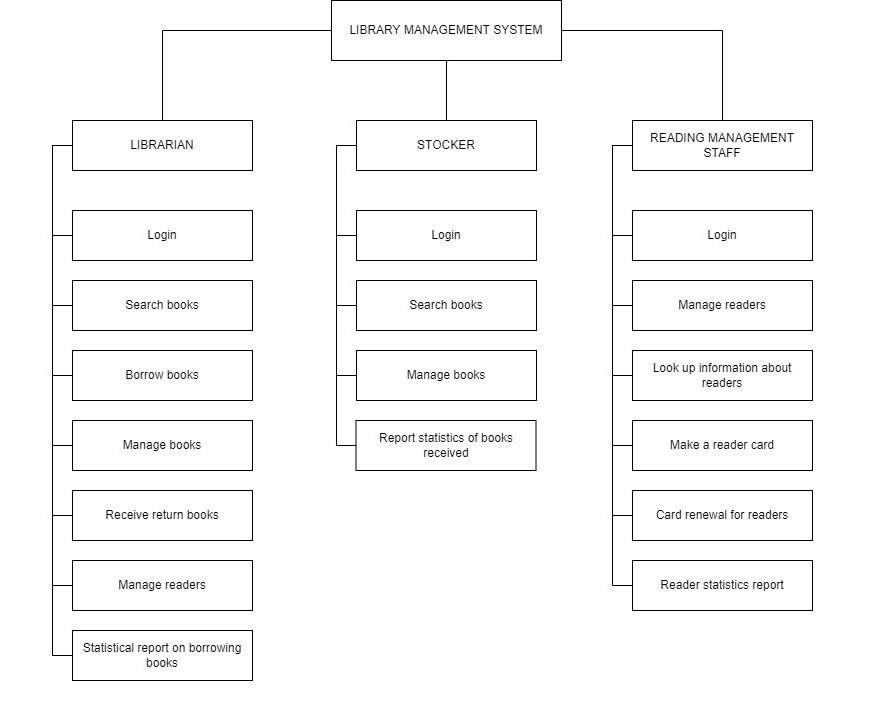 LIBRARY MANAGEMENT SYSTEM
LIBRARIAN
Login
Search books
Borrow books
Manage books
Receive return books
Manage readers
Statistical report on borrowing
books
STOCKER
Login
Search books
Manage books
Report statistics of books
received
READING MANAGEMENT
STAFF
Login
Manage readers
Look up information about
readers
Make a reader card
Card renewal for readers
Reader statistics report